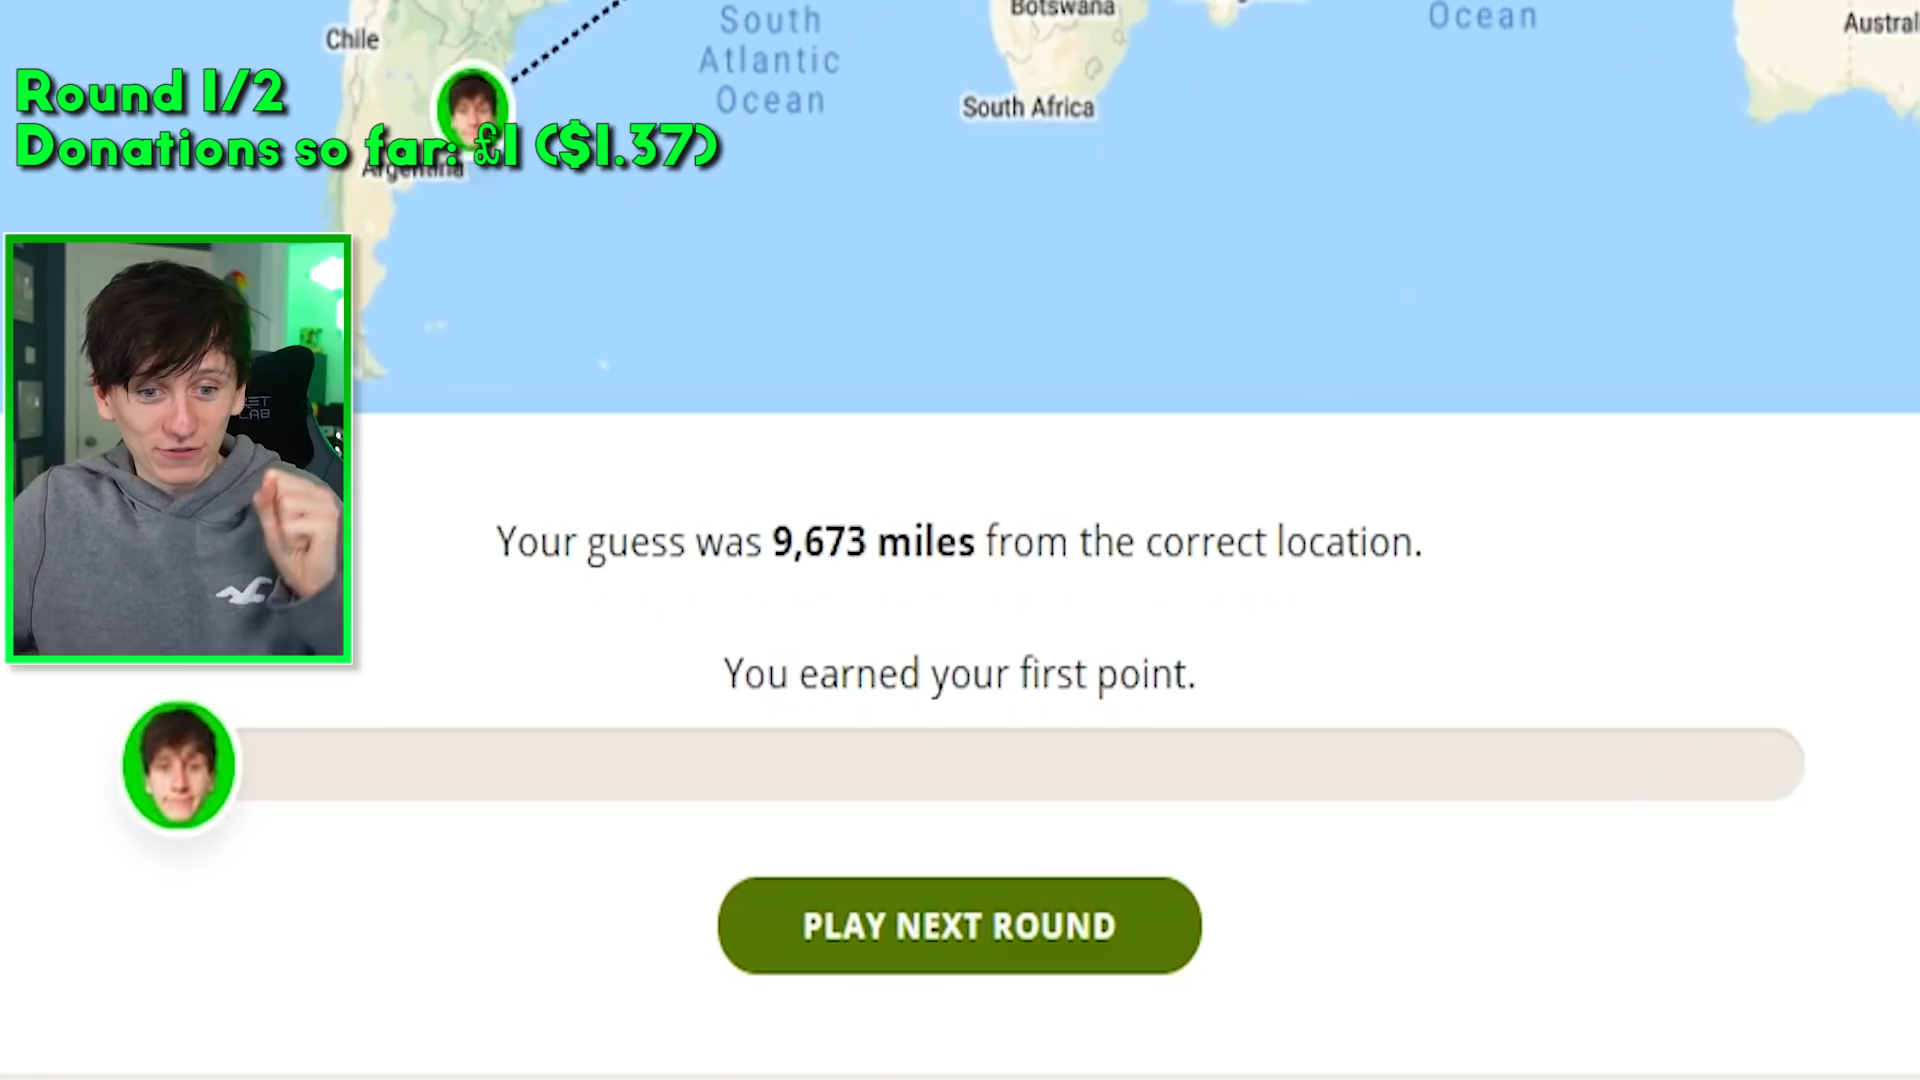 Botswana
South
Atlantic
Ocean
Ocean
Austral
Chile
South Africa
Round 1/2
Donations so far: £1 ($1.37)
Argentina
Your guess was 9,673 miles from the correct location.
You earned your first point.
PLAY NEXT ROUND